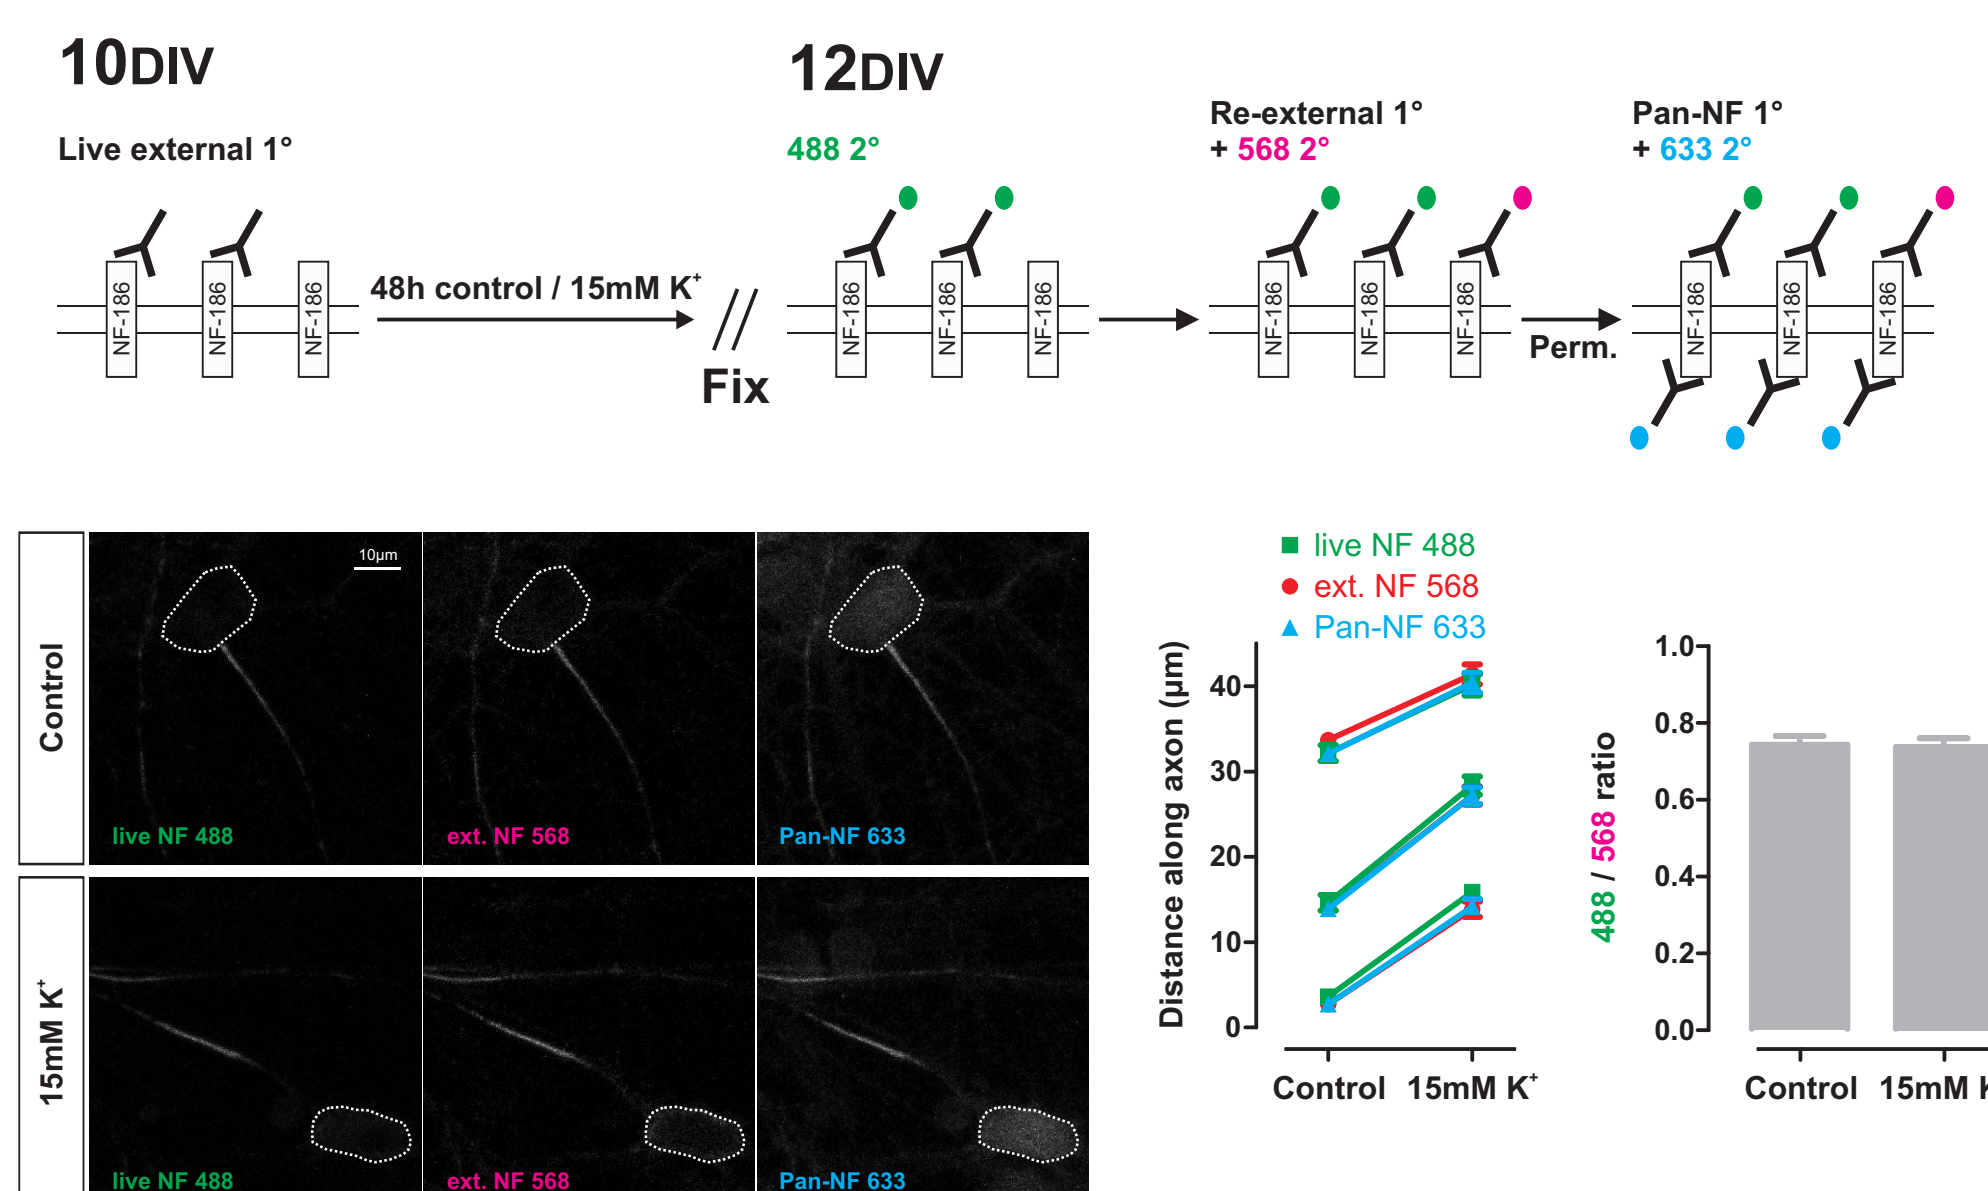 10DIV
12DIV
Live external 1°
488 2°
Re-external 1°
+ 568 2°
Pan-NF 1°
+ 633 2°
NF-186
NF-186
NF-186
48h control / 15mM K⁺
Fix
NF-186
NF-186
NF-186
NF-186
NF-186
NF-186
Perm.
NF-186
NF-186
NF-186
Control
10µm
live NF 488
ext. NF 568
Pan-NF 633
15mM K⁺
live NF 488
ext. NF 568
Pan-NF 633
live NF 488
ext. NF 568
Pan-NF 633
Distance along axon (µm)
40
30
20
10
0
Control
15mM K⁺
488 / 568 ratio
1.0
0.8
0.6
0.4
0.2
0.0
Control
15mM K